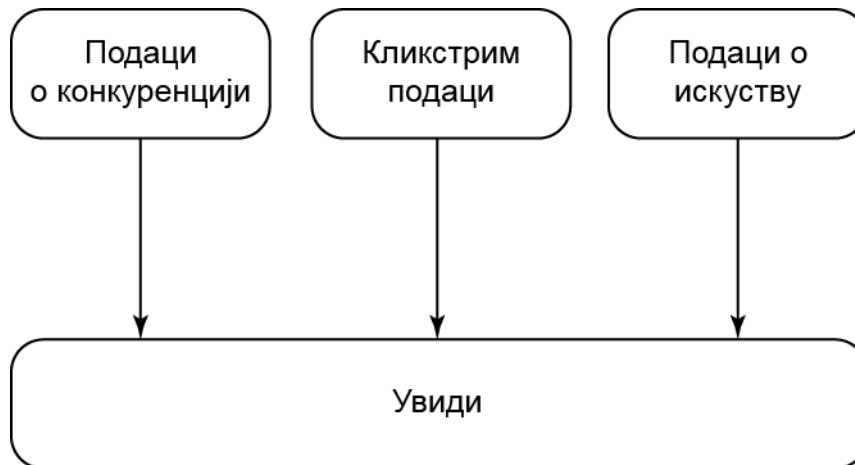 Подаци
о конкуренцији
Кликстрим
подаци
Подаци о
искуству
Увиди